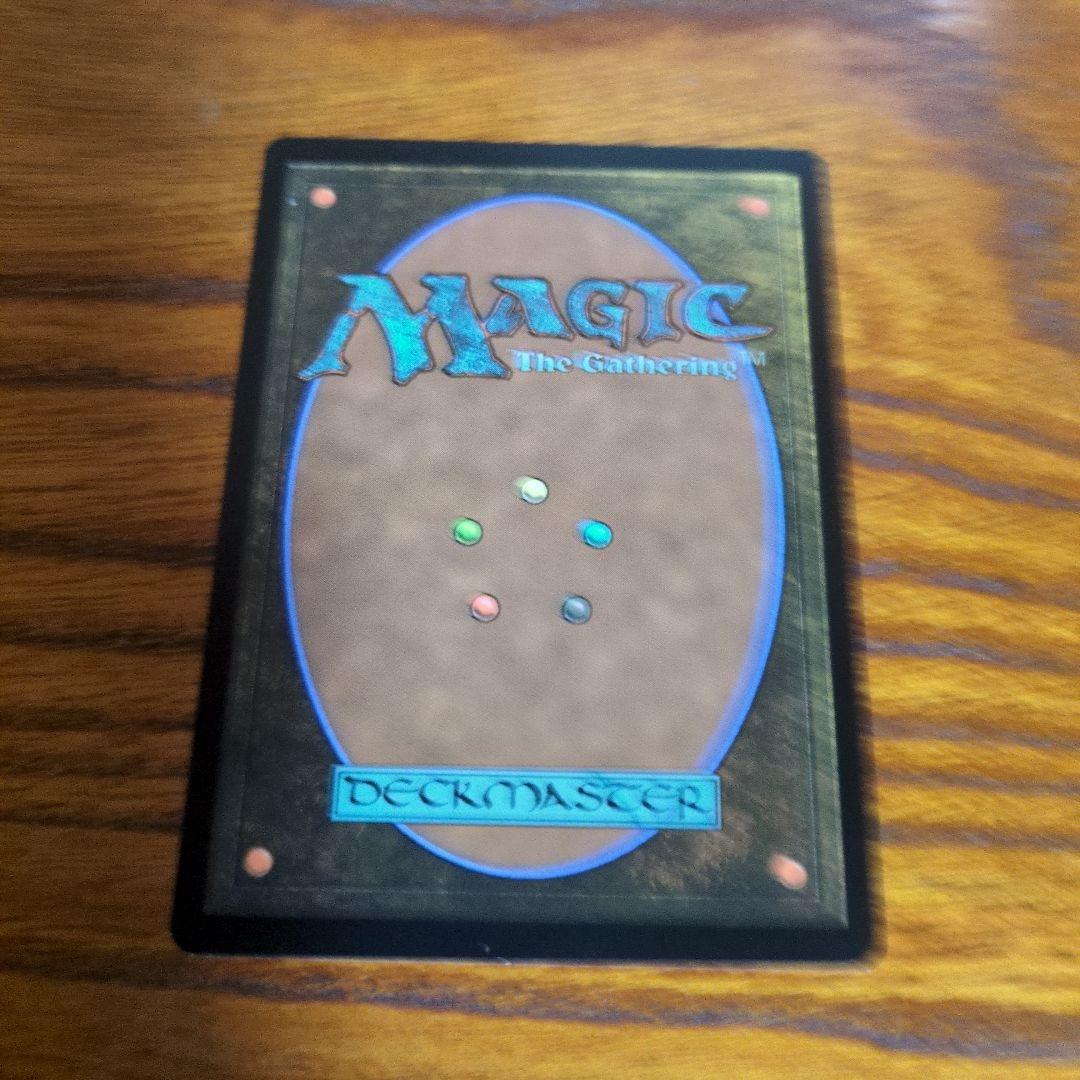 MAGIC
The Gathering™
DECKMASTER